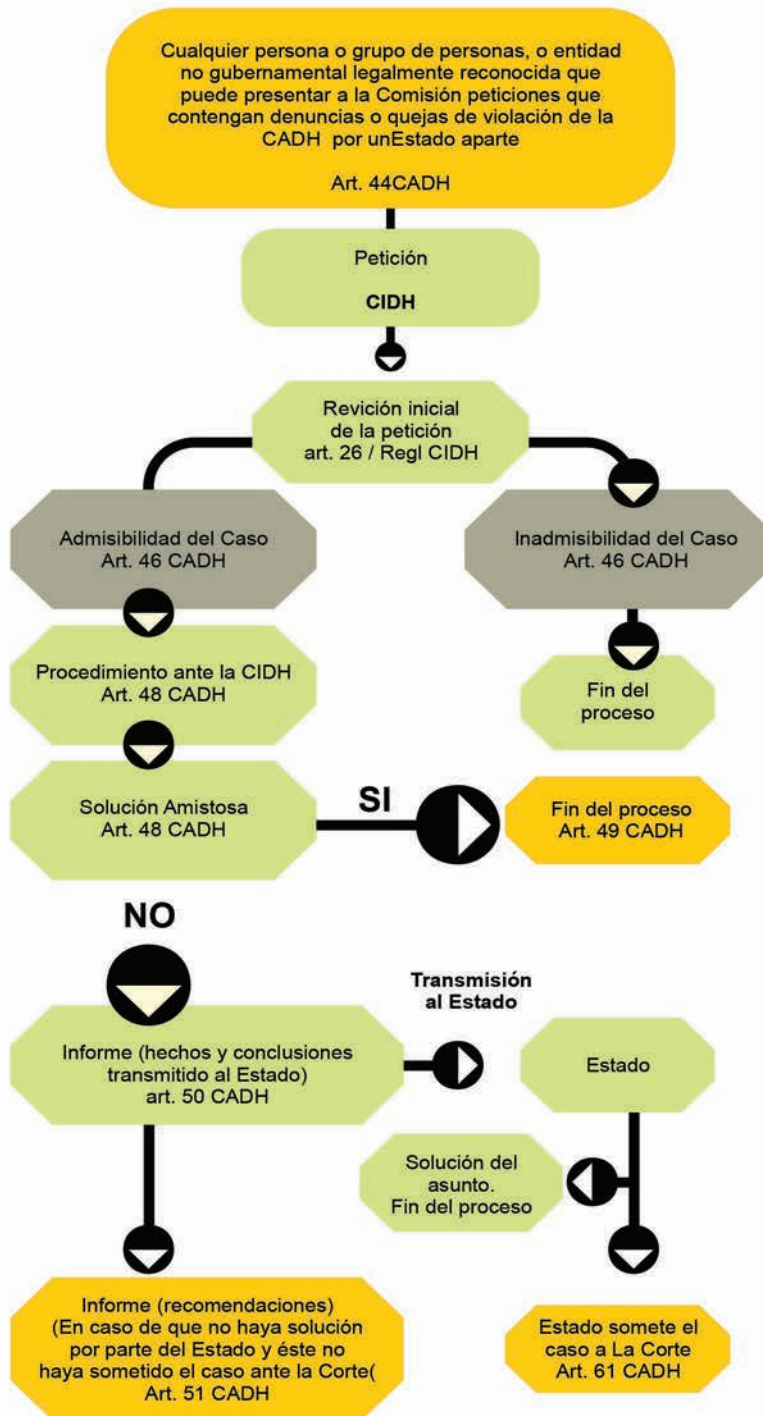 Cualquier persona o grupo de personas, o entidad
no gubernamental legalmente reconocida que
puede presentar a la Comisión peticiones que
contengan denuncias o quejas de violación de la
CADH por unEstado aparte
Art. 44CADH
Petición
CIDH
Revición inicial
de la petición
art. 26 / Regl CIDH
Admisibilidad del Caso
Art. 46 CADH
Inadmisibilidad del Caso
Art. 46 CADH
Procedimiento ante la CIDH
Art. 48 CADH
Fin del
proceso
Solución Amistosa
Art. 48 CADH
SI
Fin del proceso
Art. 49 CADH
NO
Transmisión
al Estado
Informe (hechos y conclusiones
transmitido al Estado)
art. 50 CADH
Estado
Solución del
asunto.
Fin del proceso
Informe (recomendaciones)
(En caso de que no haya solución
por parte del Estado y éste no
haya sometido el caso ante la Corte(
Art. 51 CADH
Estado somete el
caso a La Corte
Art. 61 CADH